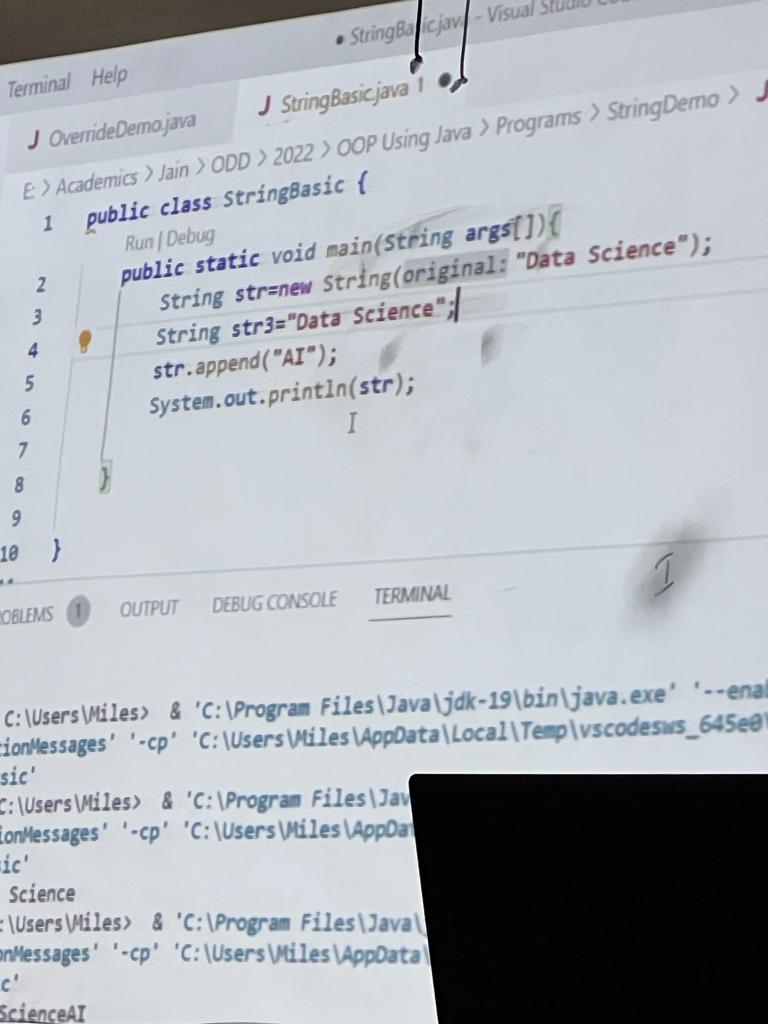 ● StringBasic.java - Visual Studio
Terminal Help
J OverrideDemo.java J StringBasic.java 1 ●
E: > Academics > Jain > ODD > 2022 > OOP Using Java > Programs > StringDemo > J
1 public class StringBasic {
Run | Debug
2 public static void main(String args[]){
3 String str=new String(original: "Data Science");
4 String str3="Data Science";
5 str.append("AI");
6 System.out.println(str);
7
8 }
9
10 }
OBLEMS 1 OUTPUT DEBUG CONSOLE TERMINAL
C:\Users\Miles> & 'C:\Program Files\Java\jdk-19\bin\java.exe' '--ena
ionMessages' '-cp' 'C:\Users\Miles\AppData\Local\Temp\vscodesws_645e0\
sic'
C:\Users\Miles> & 'C:\Program Files\Jav
ionMessages' '-cp' 'C:\Users\Miles\AppDat
ic'
Science
:\Users\Miles> & 'C:\Program Files\Java\
onMessages' '-cp' 'C:\Users\Miles\AppData\
c'
ScienceAI